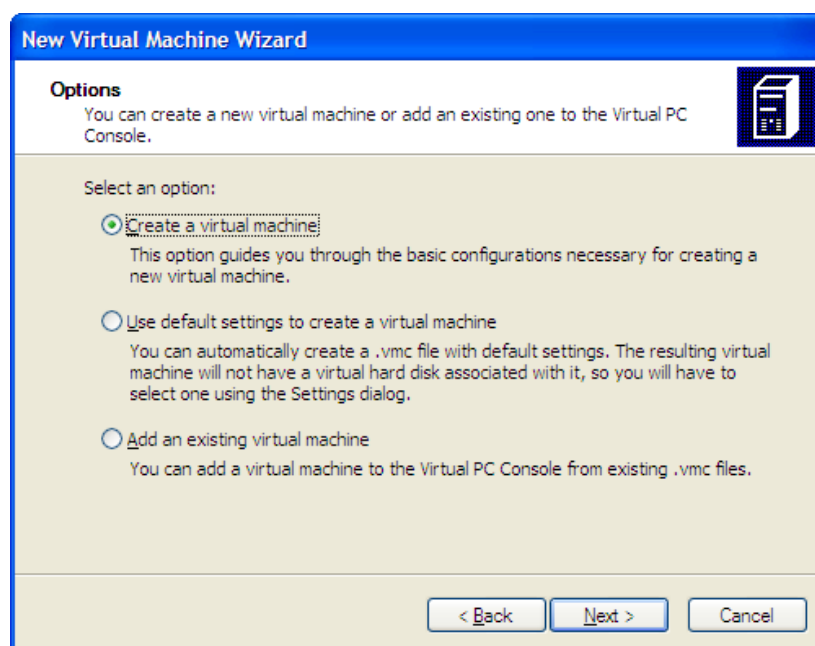 New Virtual Machine Wizard
Options
You can create a new virtual machine or add an existing one to the Virtual PC
Console.
Select an option:
Create a virtual machine
This option guides you through the basic configurations necessary for creating a
new virtual machine.
Use default settings to create a virtual machine
You can automatically create a .vmc file with default settings. The resulting virtual
machine will not have a virtual hard disk associated with it, so you will have to
select one using the Settings dialog.
Add an existing virtual machine
You can add a virtual machine to the Virtual PC Console from existing .vmc files.
< Back Next > Cancel